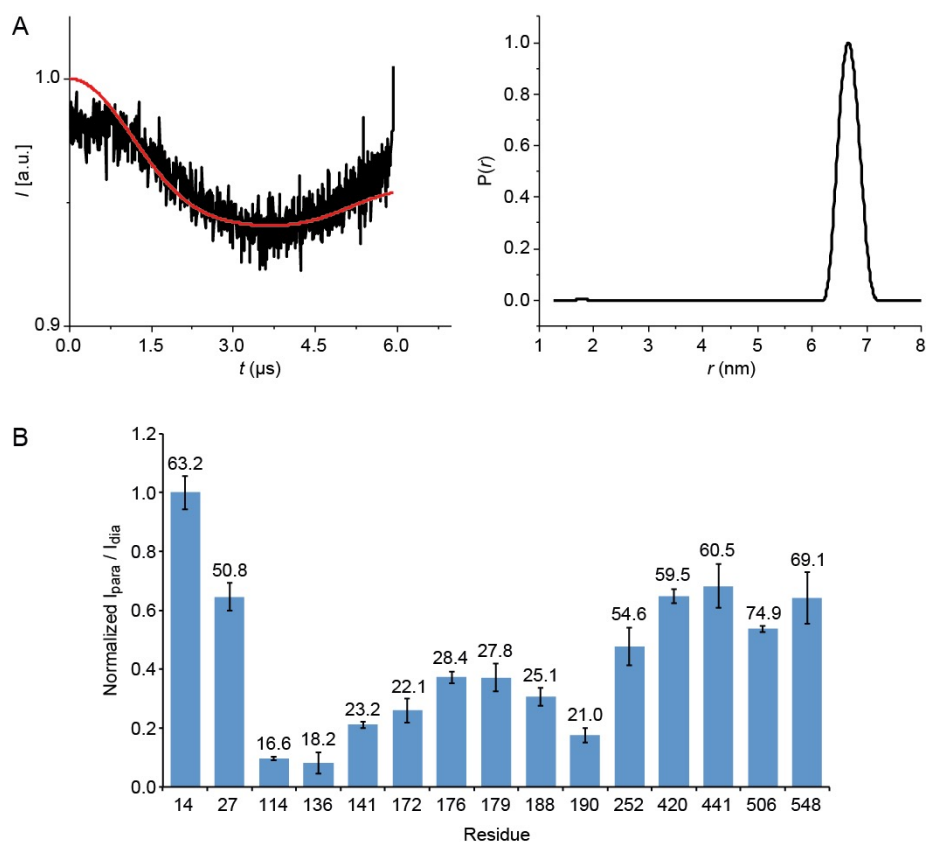 A
I [a.u.]
1.0
0.9
0.0 1.5 3.0 4.5 6.0
t (µs)
P(r)
1.0
0.8
0.6
0.4
0.2
0.0
1 2 3 4 5 6 7 8
r (nm)
B
Normalized I para / I dia
1.2
1.0
0.8
0.6
0.4
0.2
0.0
63.2 50.8 16.6 18.2 23.2 22.1 28.4 27.8 25.1 21.0 54.6 59.5 60.5 74.9 69.1
14 27 114 136 141 172 176 179 188 190 252 420 441 506 548
Residue